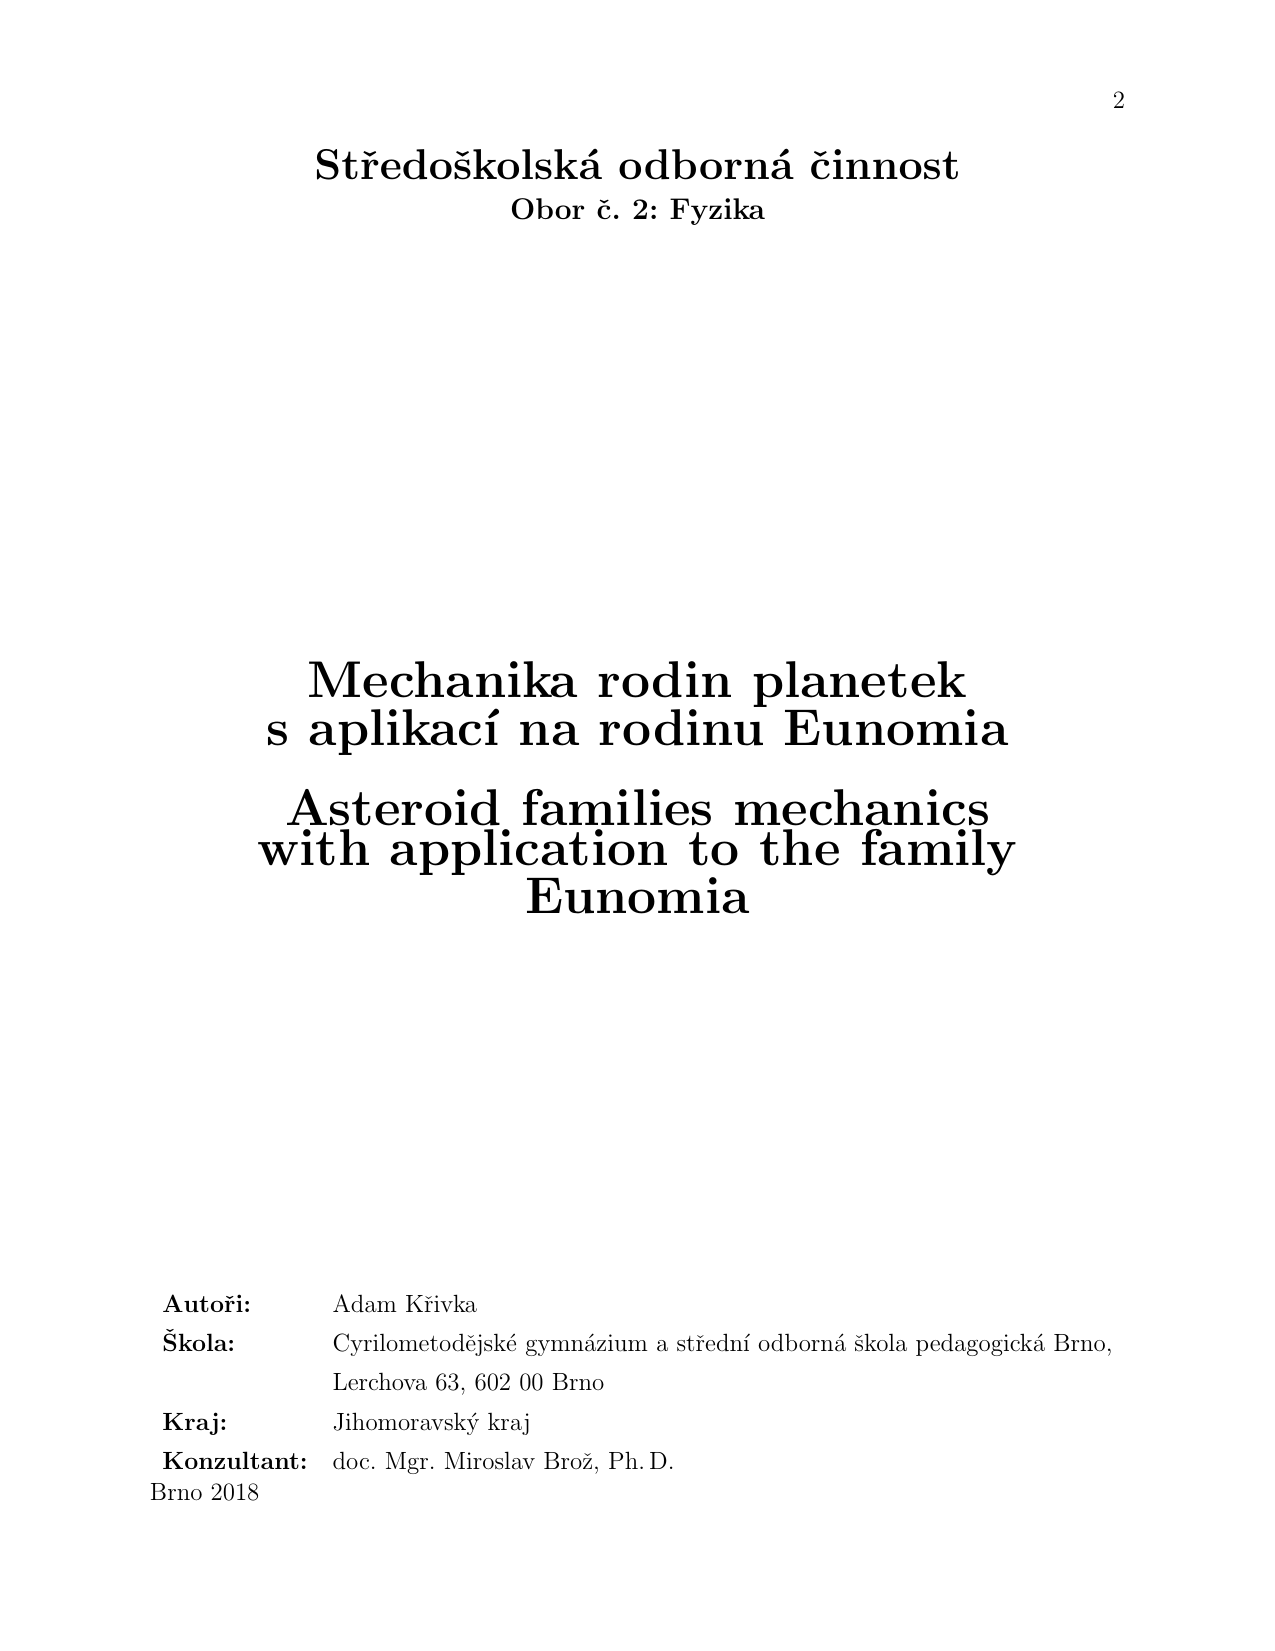 2
Středoškolská odborná činnost
Obor č. 2: Fyzika
Mechanika rodin planetek
s aplikací na rodinu Eunomia
Asteroid families mechanics
with application to the family
Eunomia
Autoři: Adam Křivka
Škola: Cyrilometodějské gymnázium a střední odborná škola pedagogická Brno,
Lerchova 63, 602 00 Brno
Kraj: Jihomoravský kraj
Konzultant: doc. Mgr. Miroslav Brož, Ph. D.
Brno 2018